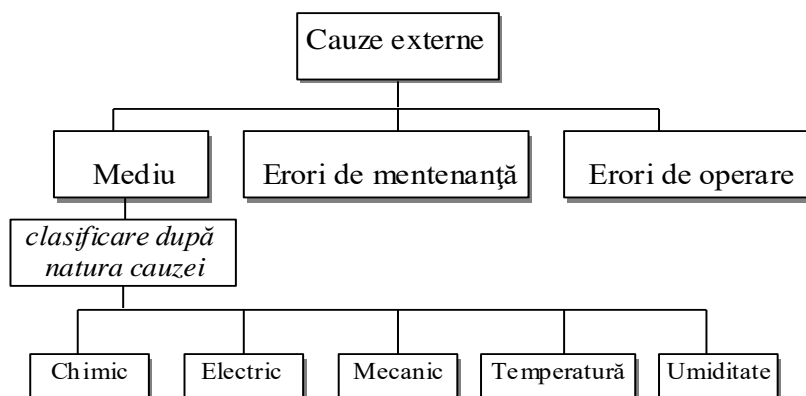 Cauze externe
Mediu
Erori de mentenanţă
Erori de operare
clasificare după
natura cauzei
Chimic
Electric
Mecanic
Temperatură
Umiditate